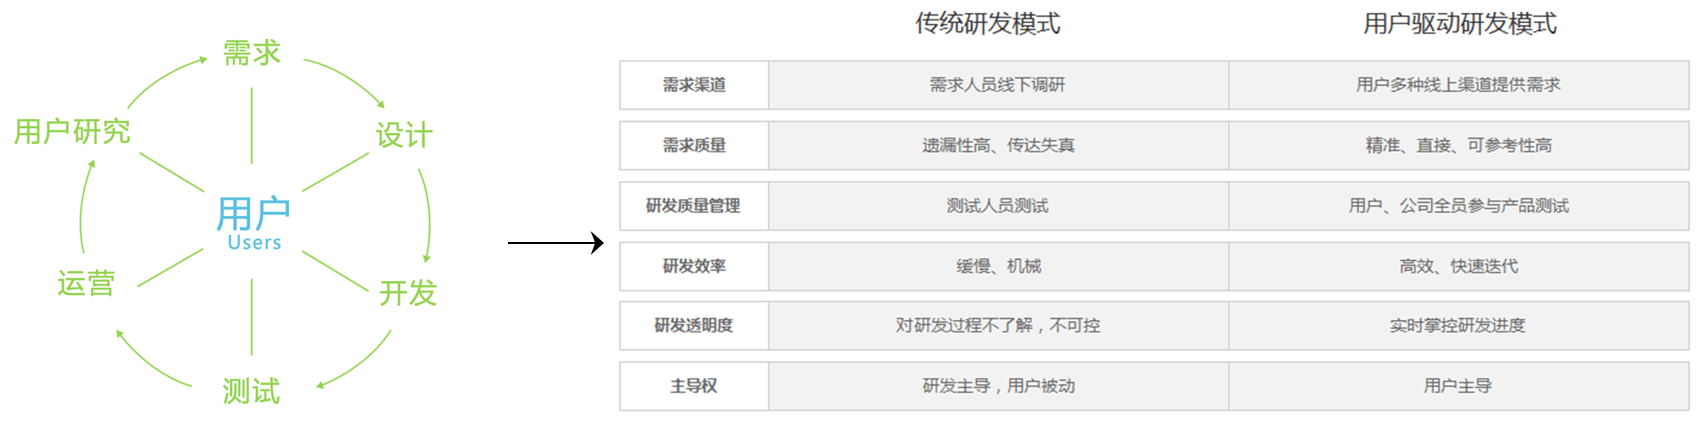 需求
设计
开发
测试
运营
用户研究
用户
Users
传统研发模式 用户驱动研发模式
需求渠道 需求人员线下调研 用户多种线上渠道提供需求
需求质量 遗漏性高、传达失真 精准、直接、可参考性高
研发质量管理 测试人员测试 用户、公司全员参与产品测试
研发效率 缓慢、机械 高效、快速迭代
研发透明度 对研发过程不了解，不可控 实时掌控研发进度
主导权 研发主导，用户被动 用户主导